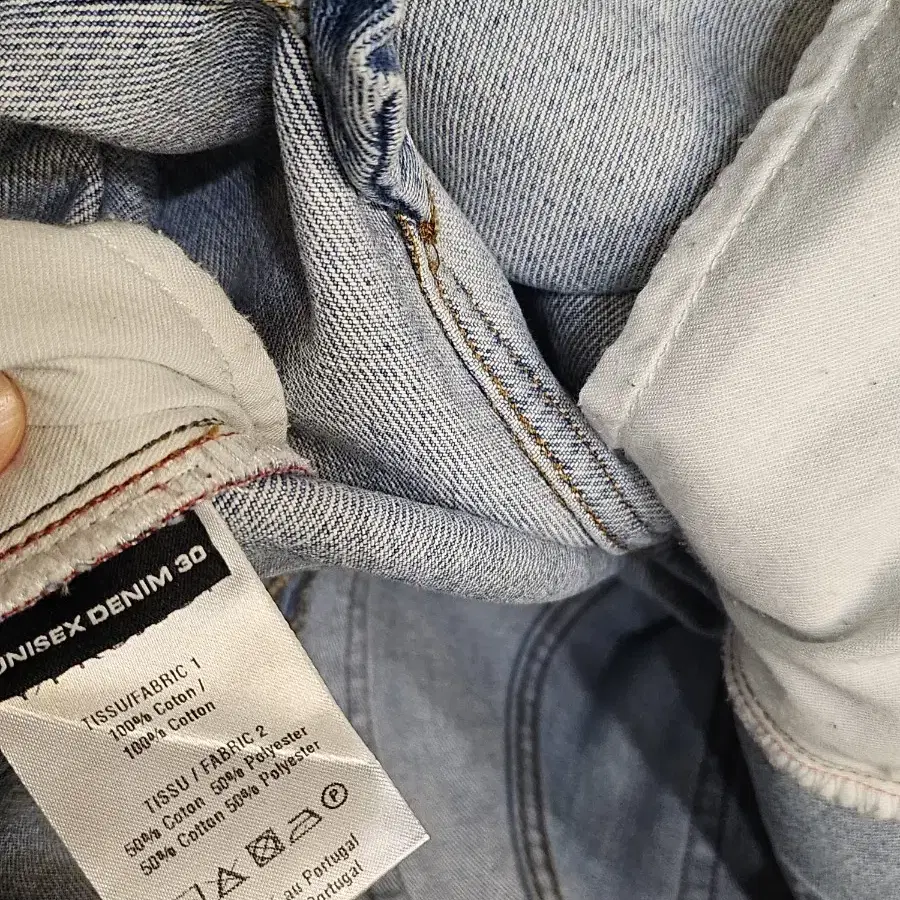 UNISEX DENIM 30
TISSU/FABRIC 1
100% Coton /
100% Cotton
TISSU / FABRIC 2
50% Coton 50% Polyester
50% Cotton 50% Polyester
P
au Portugal
Portugal